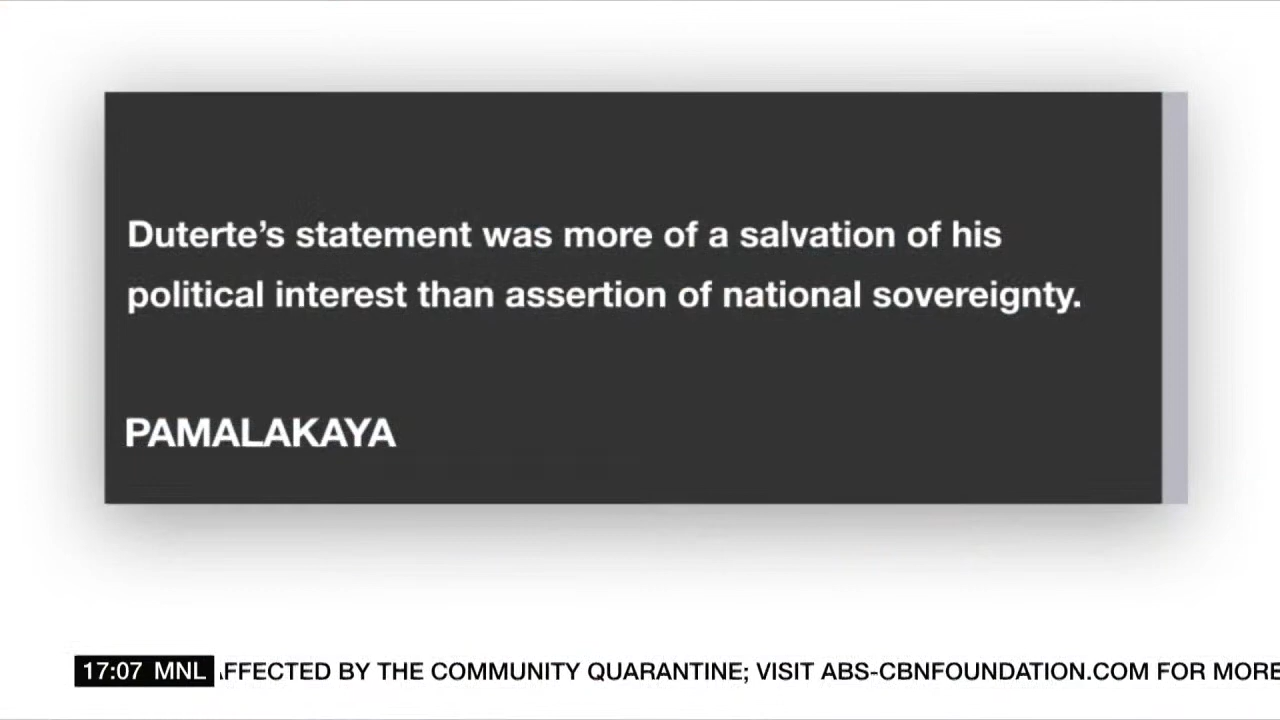 Duterte’s statement was more of a salvation of his
political interest than assertion of national sovereignty.
PAMALAKAYA
17:07 MNL AFFECTED BY THE COMMUNITY QUARANTINE; VISIT ABS-CBNFOUNDATION.COM FOR MORE